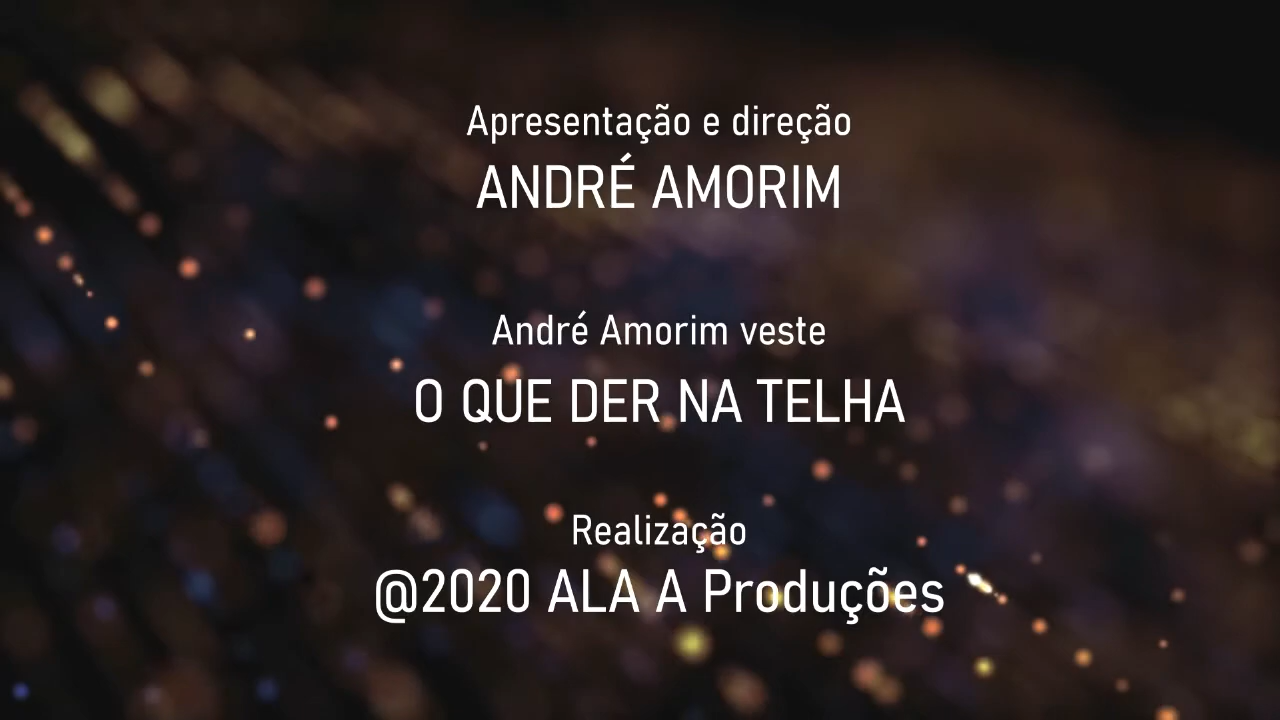 Apresentação e direção
ANDRÉ AMORIM
André Amorim veste
O QUE DER NA TELHA
Realização
@2020 ALA A Produções